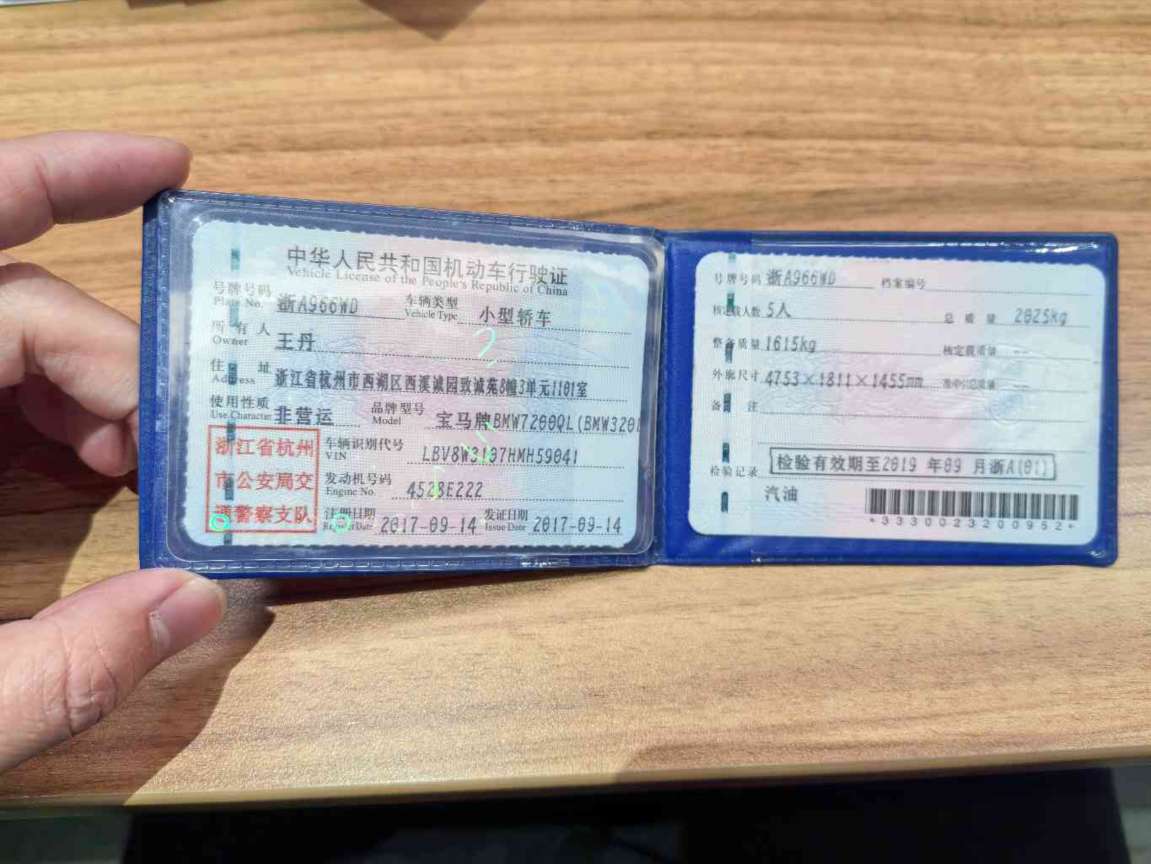 中华人民共和国机动车行驶证
Vehicle License of the People's Republic of China
号牌号码 浙A966WD 车辆类型 小型轿车
Plate No. Vehicle Type
所有人 王丹
Owner
住址 浙江省杭州市西湖区西溪诚园致诚苑8幢3单元1101室
Address
使用性质 非营运 品牌型号 宝马牌BMW7200QL(BMW320
Use Character Model
浙江省杭州
市公安局交
通警察支队
车辆识别代号 LBV8W3107HMH59041
VIN
发动机号码
Engine No. 4528E222
注册日期 2017-09-14 发证日期 2017-09-14
Register Date Issue Date
号牌号码 浙A966WD 档案编号
核定载人数 5人 总质量 2025kg
整备质量 1615kg 核定载质量 --
外廓尺寸 4753×1811×1455mm 准牵引总质量 --
备注
检验记录 检验有效期至2019 年09 月浙A(01)
汽油
*3330023200952*